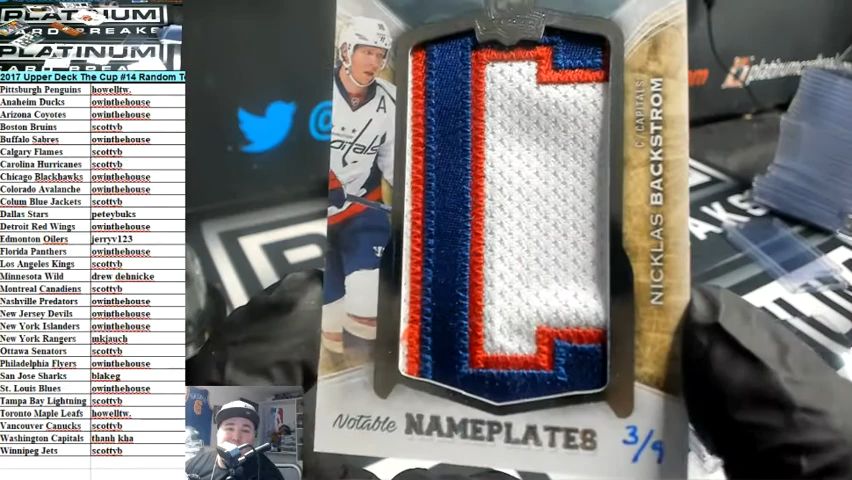 PLATINUM
CARD BREAKS
PLATINUM
CARD BREAK
2017 Upper Deck The Cup #14 Random T
Pittsburgh Penguins howelltw.
Anaheim Ducks owinthehouse
Arizona Coyotes owinthehouse
Boston Bruins scottyb
Buffalo Sabres owinthehouse
Calgary Flames scottyb
Carolina Hurricanes scottyb
Chicago Blackhawks owinthehouse
Colorado Avalanche owinthehouse
Colum Blue Jackets scottyb
Dallas Stars peteybuks
Detroit Red Wings owinthehouse
Edmonton Oilers jerryv123
Florida Panthers owinthehouse
Los Angeles Kings scottyb
Minnesota Wild drew dehnicke
Montreal Canadiens scottyb
Nashville Predators owinthehouse
New Jersey Devils owinthehouse
New York Islanders owinthehouse
New York Rangers mkjauch
Ottawa Senators scottyb
Philadelphia Flyers owinthehouse
San Jose Sharks blakeg
St. Louis Blues owinthehouse
Tampa Bay Lightning scottyb
Toronto Maple Leafs howelltw.
Vancouver Canucks scottyb
Washington Capitals thanh kha
Winnipeg Jets scottyb
@
A
capitals
C / CAPITALS
NICKLAS BACKSTROM
Notable NAMEPLATES
3/9